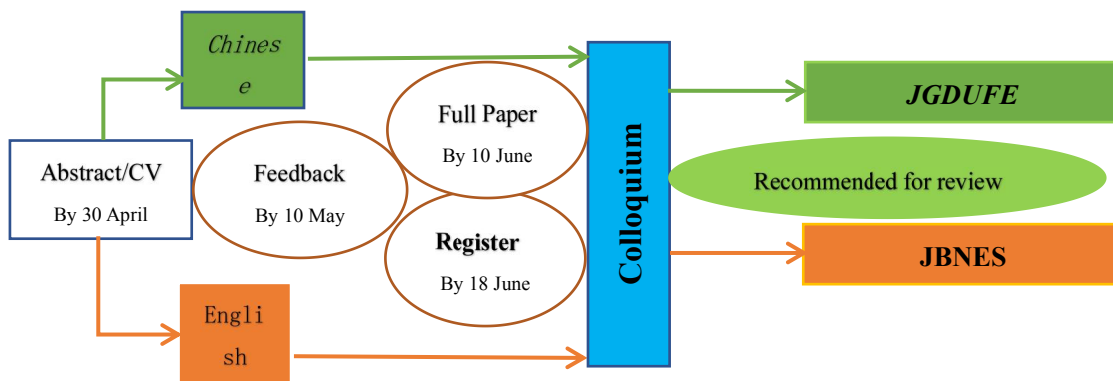 Chines
e
Abstract/CV
By 30 April
Feedback
By 10 May
Full Paper
By 10 June
Register
By 18 June
Engli
sh
Colloquium
JGDUFE
Recommended for review
JBNES